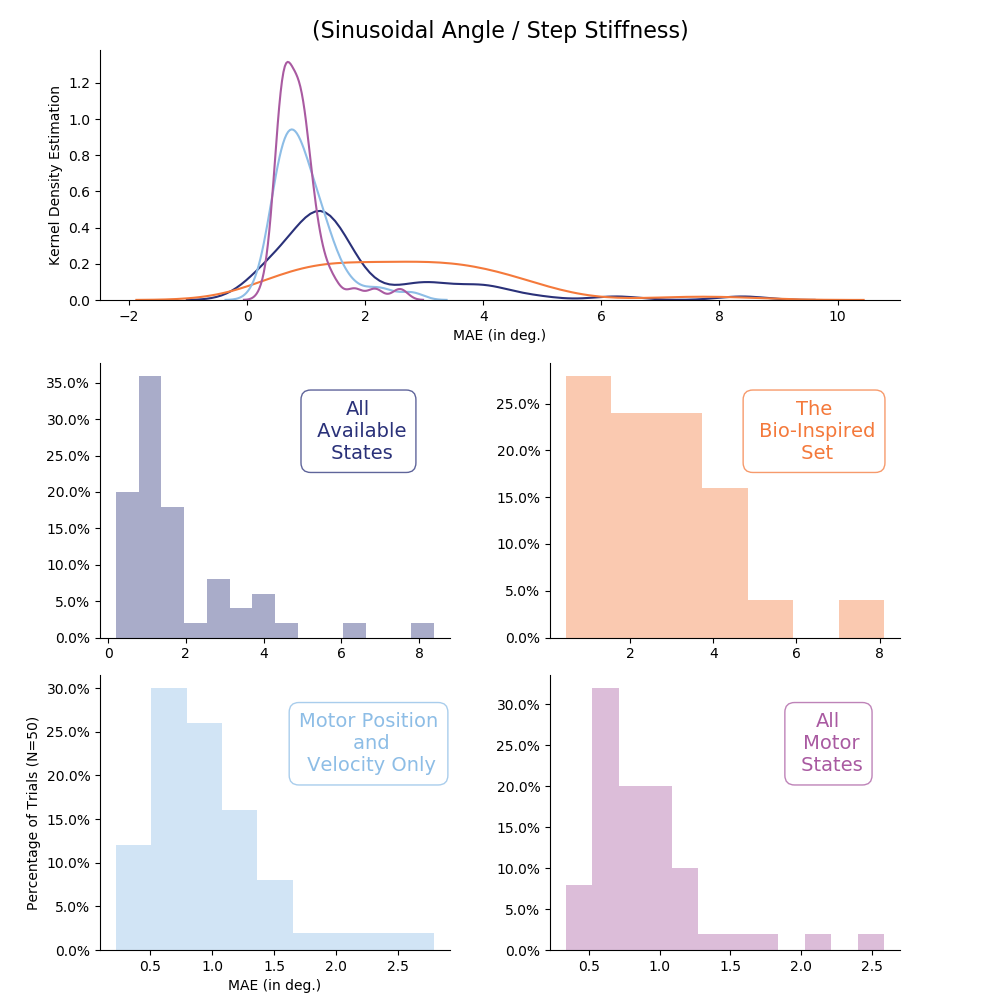 (Sinusoidal Angle / Step Stiffness)
Kernel Density Estimation
1.2
1.0
0.8
0.6
0.4
0.2
0.0
−2 0 2 4 6 8 10
MAE (in deg.)
35.0%
30.0%
25.0%
20.0%
15.0%
10.0%
5.0%
0.0%
0 2 4 6 8
All
Available
States
25.0%
20.0%
15.0%
10.0%
5.0%
0.0%
2 4 6 8
The
Bio-Inspired
Set
Percentage of Trials (N=50)
30.0%
25.0%
20.0%
15.0%
10.0%
5.0%
0.0%
0.5 1.0 1.5 2.0 2.5
MAE (in deg.)
Motor Position
and
Velocity Only
30.0%
25.0%
20.0%
15.0%
10.0%
5.0%
0.0%
0.5 1.0 1.5 2.0 2.5
All
Motor
States